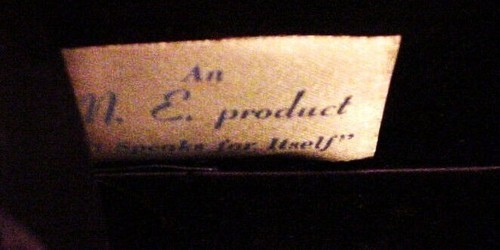 An
N. E. product
Speaks for Itself"